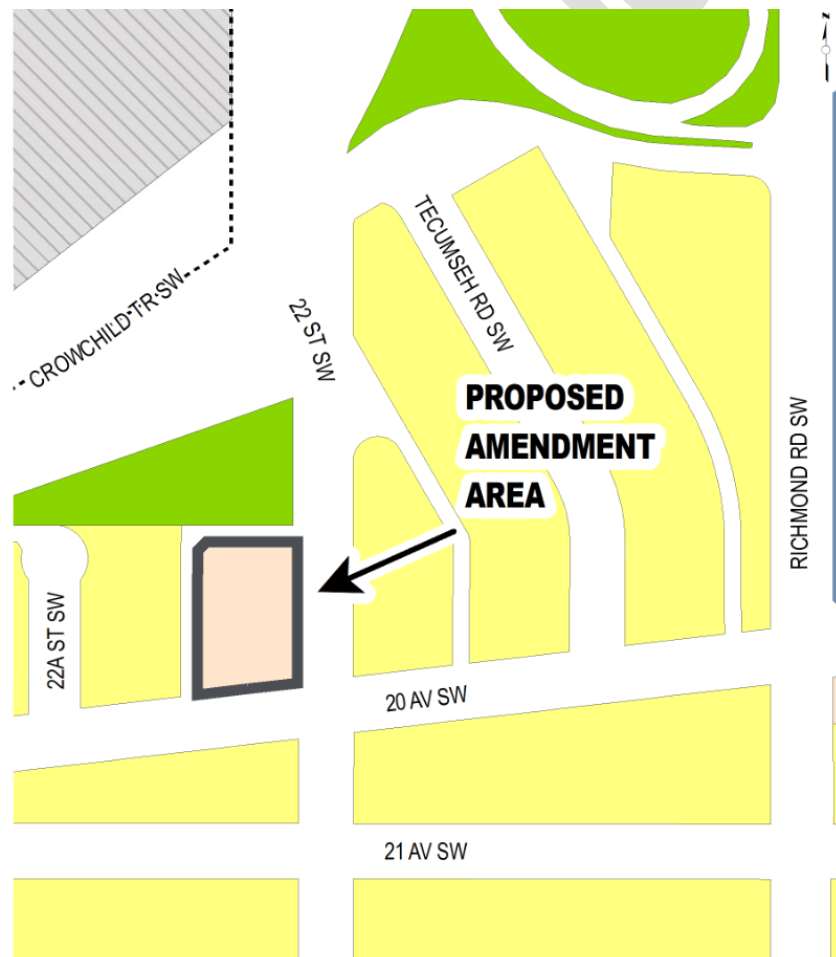 N
CROWCHILD TR SW
22 ST SW
TECUMSEH RD SW
PROPOSED
AMENDMENT
AREA
RICHMOND RD SW
22A ST SW
20 AV SW
21 AV SW